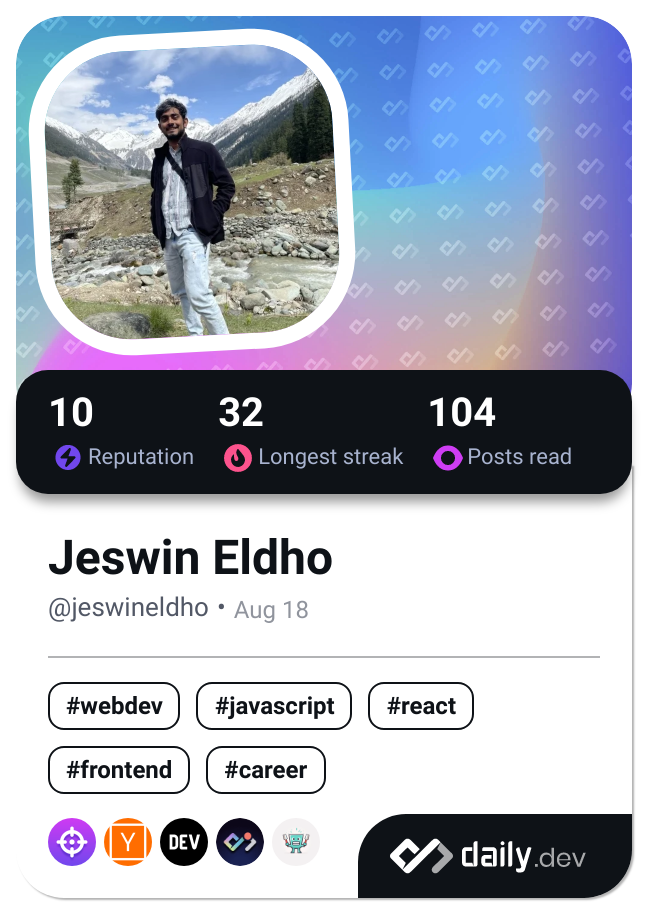 10 32 104
Reputation Longest streak Posts read
Jeswin Eldho
@jeswineldho • Aug 18
#webdev #javascript #react
#frontend #career
Y DEV daily.dev